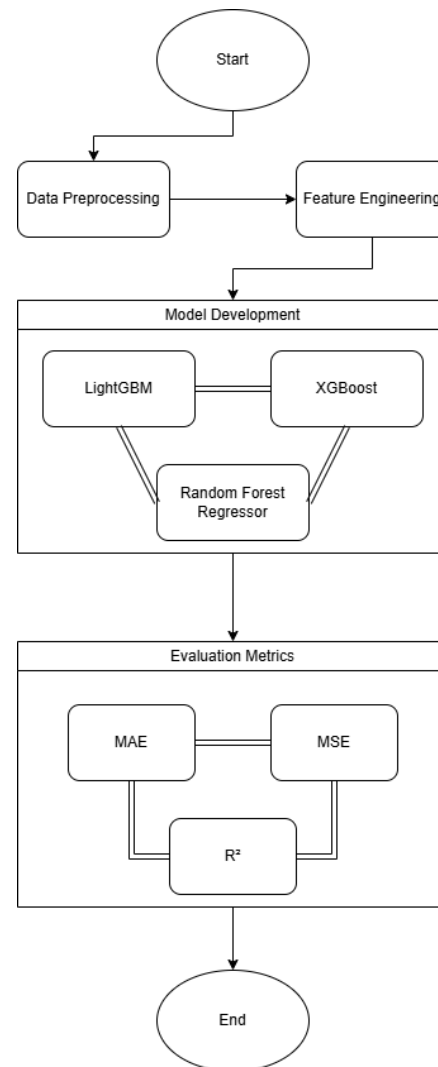 Start
Data Preprocessing
Feature Engineering
Model Development
LightGBM
XGBoost
Random Forest
Regressor
Evaluation Metrics
MAE
MSE
R²
End